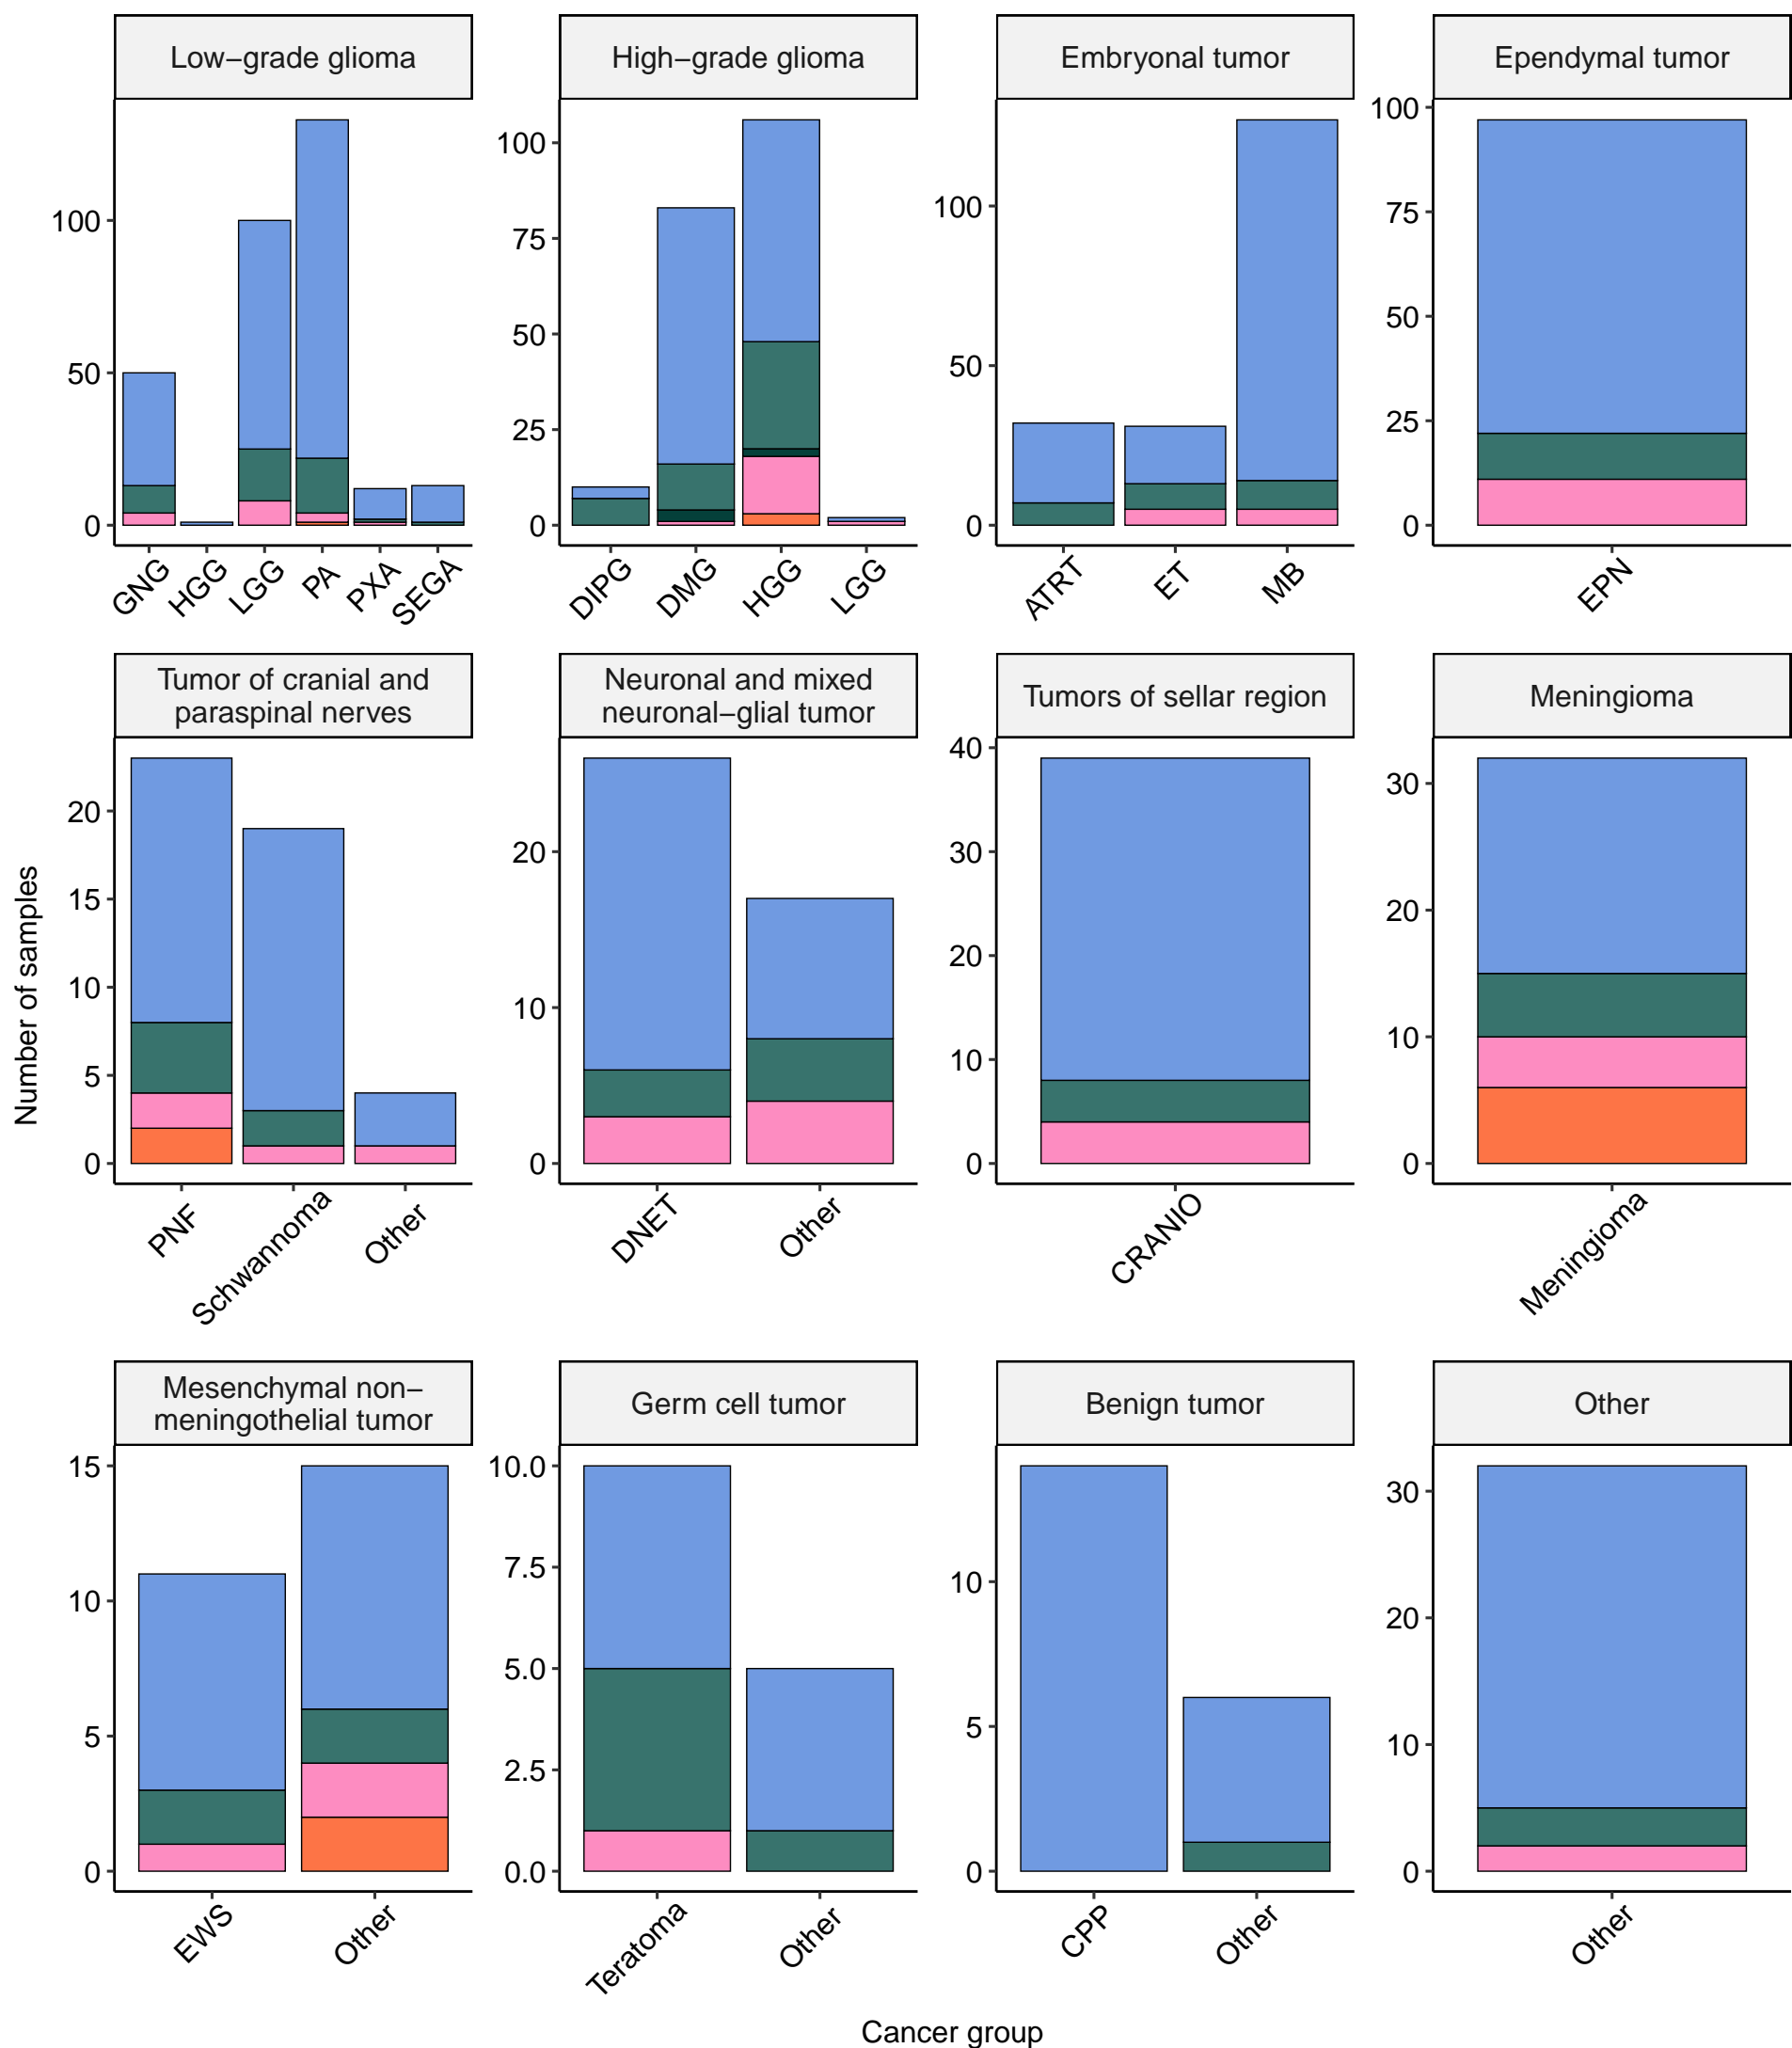 Low−grade glioma
High−grade glioma
Embryonal tumor
Ependymal tumor
100
50
0
GNG
HGG
LGG
PA
PXA
SEGA
100
75
50
25
0
DIPG
DMG
HGG
LGG
100
50
0
ATRT
ET
MB
100
75
50
25
0
EPN
Tumor of cranial and
paraspinal nerves
Neuronal and mixed
neuronal−glial tumor
Tumors of sellar region
Meningioma
Number of samples
20
15
10
5
0
PNF
Schwannoma
Other
20
10
0
DNET
Other
40
30
20
10
0
CRANIO
30
20
10
0
Meningioma
Mesenchymal non−
meningothelial tumor
Germ cell tumor
Benign tumor
Other
15
10
5
0
EWS
Other
10.0
7.5
5.0
2.5
0.0
Teratoma
Other
10
5
0
CPP
Other
30
20
10
0
Other
Cancer group